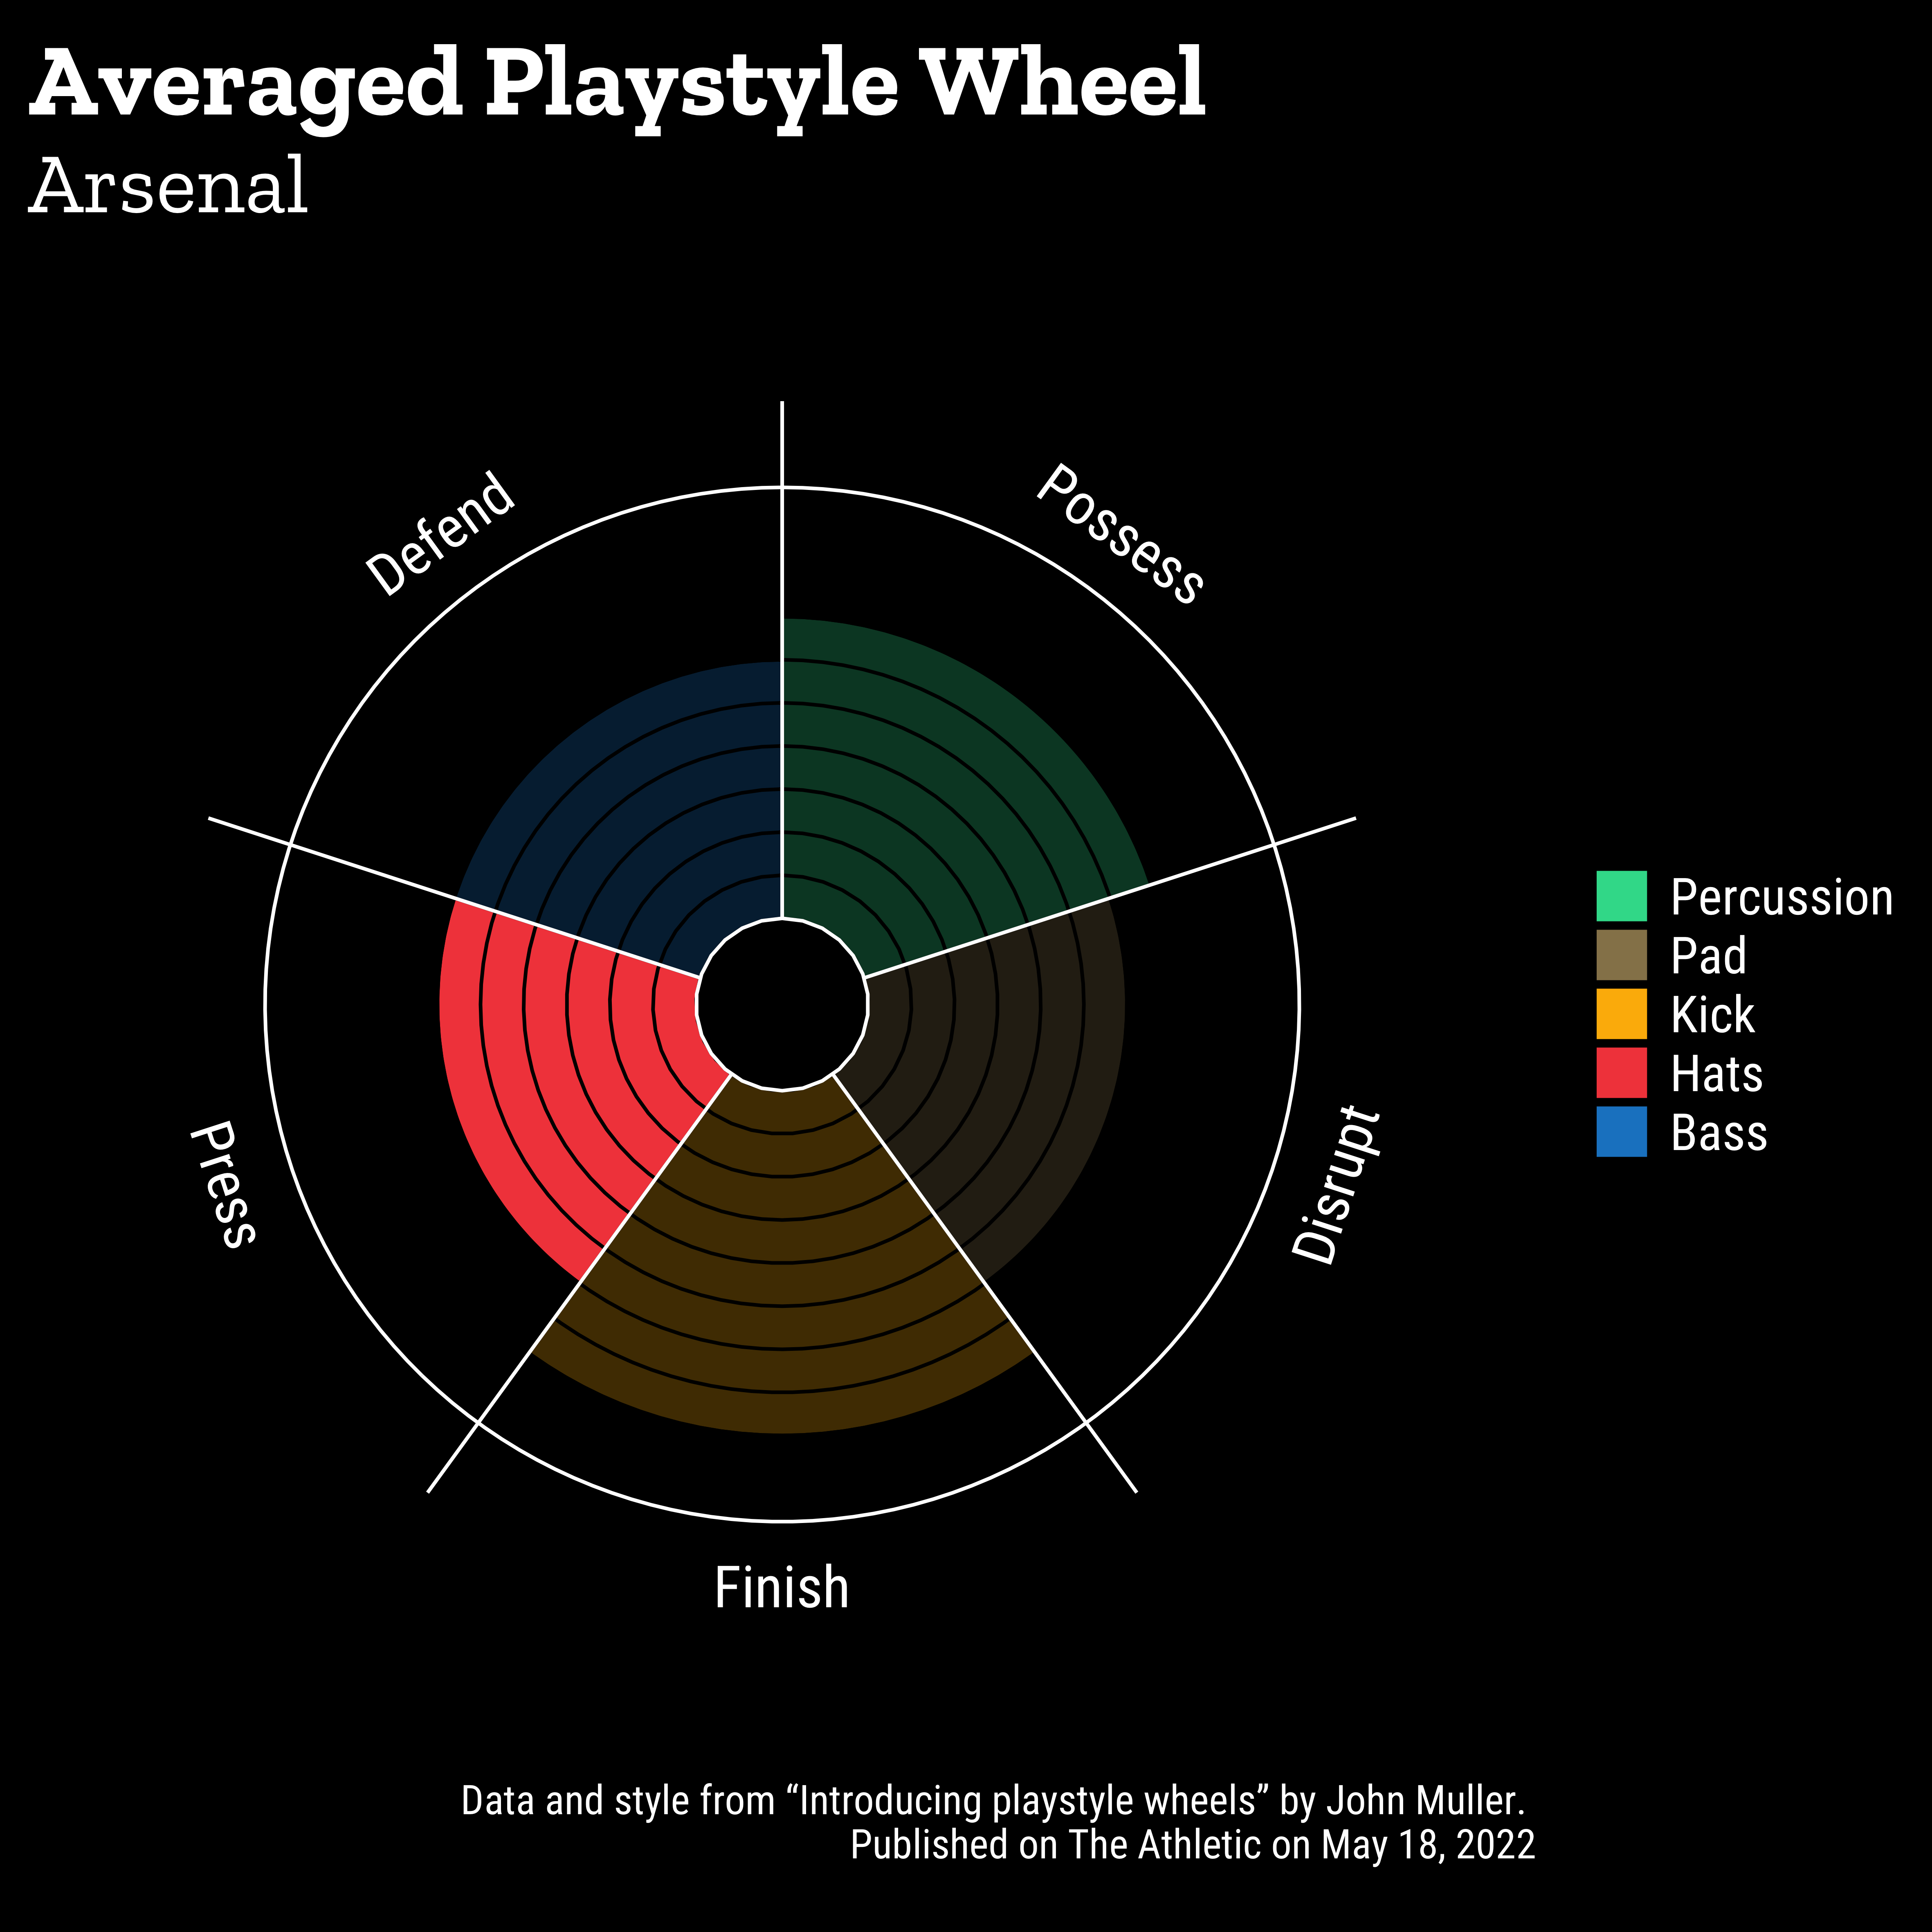 Averaged Playstyle Wheel
Arsenal
Defend
Possess
Press
Disrupt
Finish
Percussion
Pad
Kick
Hats
Bass
Data and style from “Introducing playstyle wheels” by John Muller.
Published on The Athletic on May 18, 2022